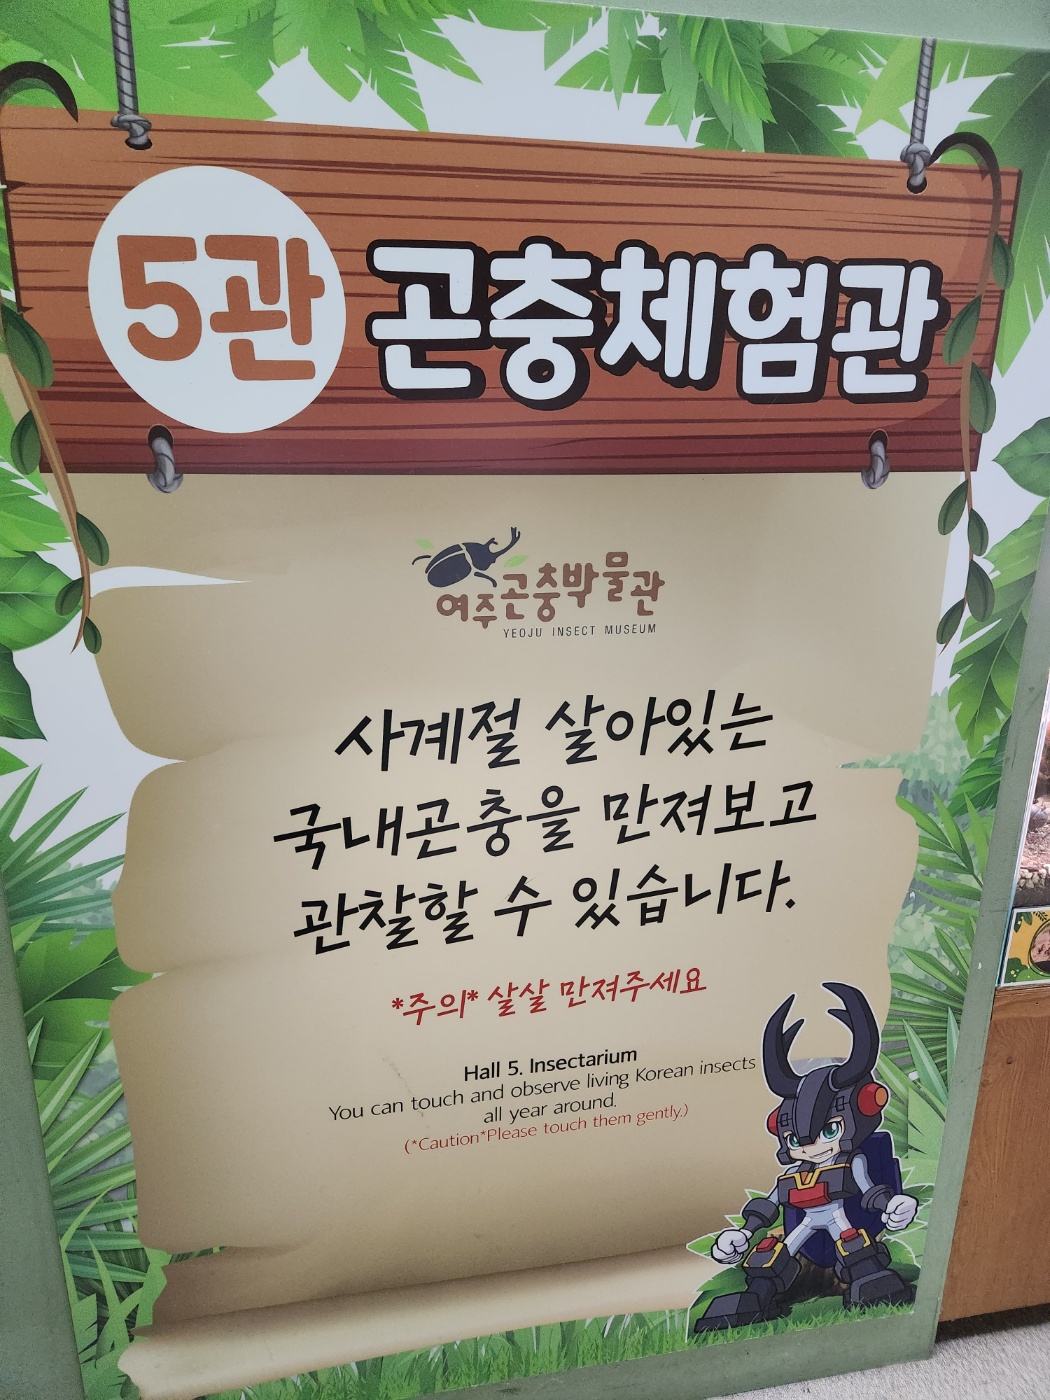 5관 곤충체험관
여주곤충박물관
YEOJU INSECT MUSEUM
사계절 살아있는
국내곤충을 만져보고
관찰할 수 있습니다.
*주의* 살살 만져주세요
Hall 5. Insectarium
You can touch and observe living Korean insects
all year around.
(*Caution*Please touch them gently.)